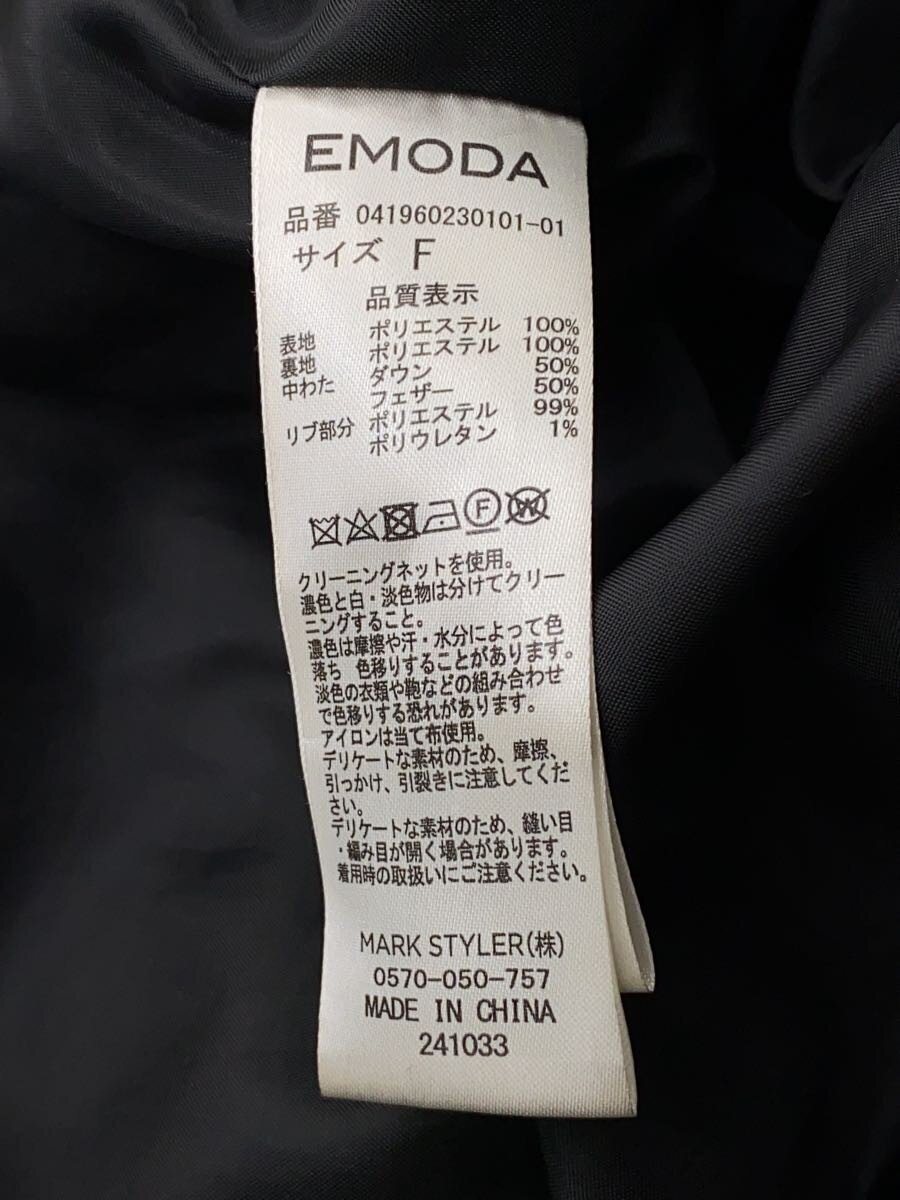 EMODA
品番 041960230101-01
サイズ F
品質表示
表地 ポリエステル 100%
裏地 ポリエステル 100%
中わた ダウン 50%
フェザー 50%
リブ部分 ポリエステル 99%
ポリウレタン 1%
F W
クリーニングネットを使用。
濃色と白・淡色物は分けてクリー
ニングすること。
濃色は摩擦や汗・水分によって色
落ち 色移りすることがあります。
淡色の衣類や鞄などの組み合わせ
で色移りする恐れがあります。
アイロンは当て布使用。
デリケートな素材のため、摩擦、
引っかけ、引裂きに注意してくだ
さい。
デリケートな素材のため、縫い目
・編み目が開く場合があります。
着用時の取扱いにご注意ください。
MARK STYLER(株)
0570-050-757
MADE IN CHINA
241033